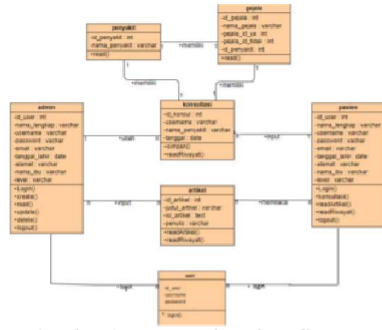 penyakit
-id_penyakit : int
-nama_penyakit : varchar
+read()
gejala
-id_gejala : int
-nama_gejala : varchar
-gejala_id_ya : int
-gejala_id_tidak : int
-id_penyakit : int
+read()
+memiliki
+memiliki
+memiliki
admin
-id_user : int
-nama_lengkap : varchar
-username : varchar
-password : varchar
-email : varchar
-tanggal_lahir : date
-alamat : varchar
-nama_ibu : varchar
-level : varchar
+Login()
+create()
+read()
+update()
+delete()
+logout()
konsultasi
-id_konsul : int
-username : varchar
-nama_penyakit : varchar
-tanggal : date
+simpan()
+readRiwayat()
pasien
-id_user : int
-nama_lengkap : varchar
-username : varchar
-password : varchar
-email : varchar
-tanggal_lahir : date
-alamat : varchar
-nama_ibu : varchar
-level : varchar
+Login()
+konsultasi()
+readArtikel()
+readRiwayat()
+logout()
+input
artikel
-id_artikel : int
-judul_artikel : varchar
-isi_artikel : text
-penulis : varchar
+readArtikel()
+readRiwayat()
+input
+membaca
user
-id_user
-username
-password
+ login()
+login
+ login